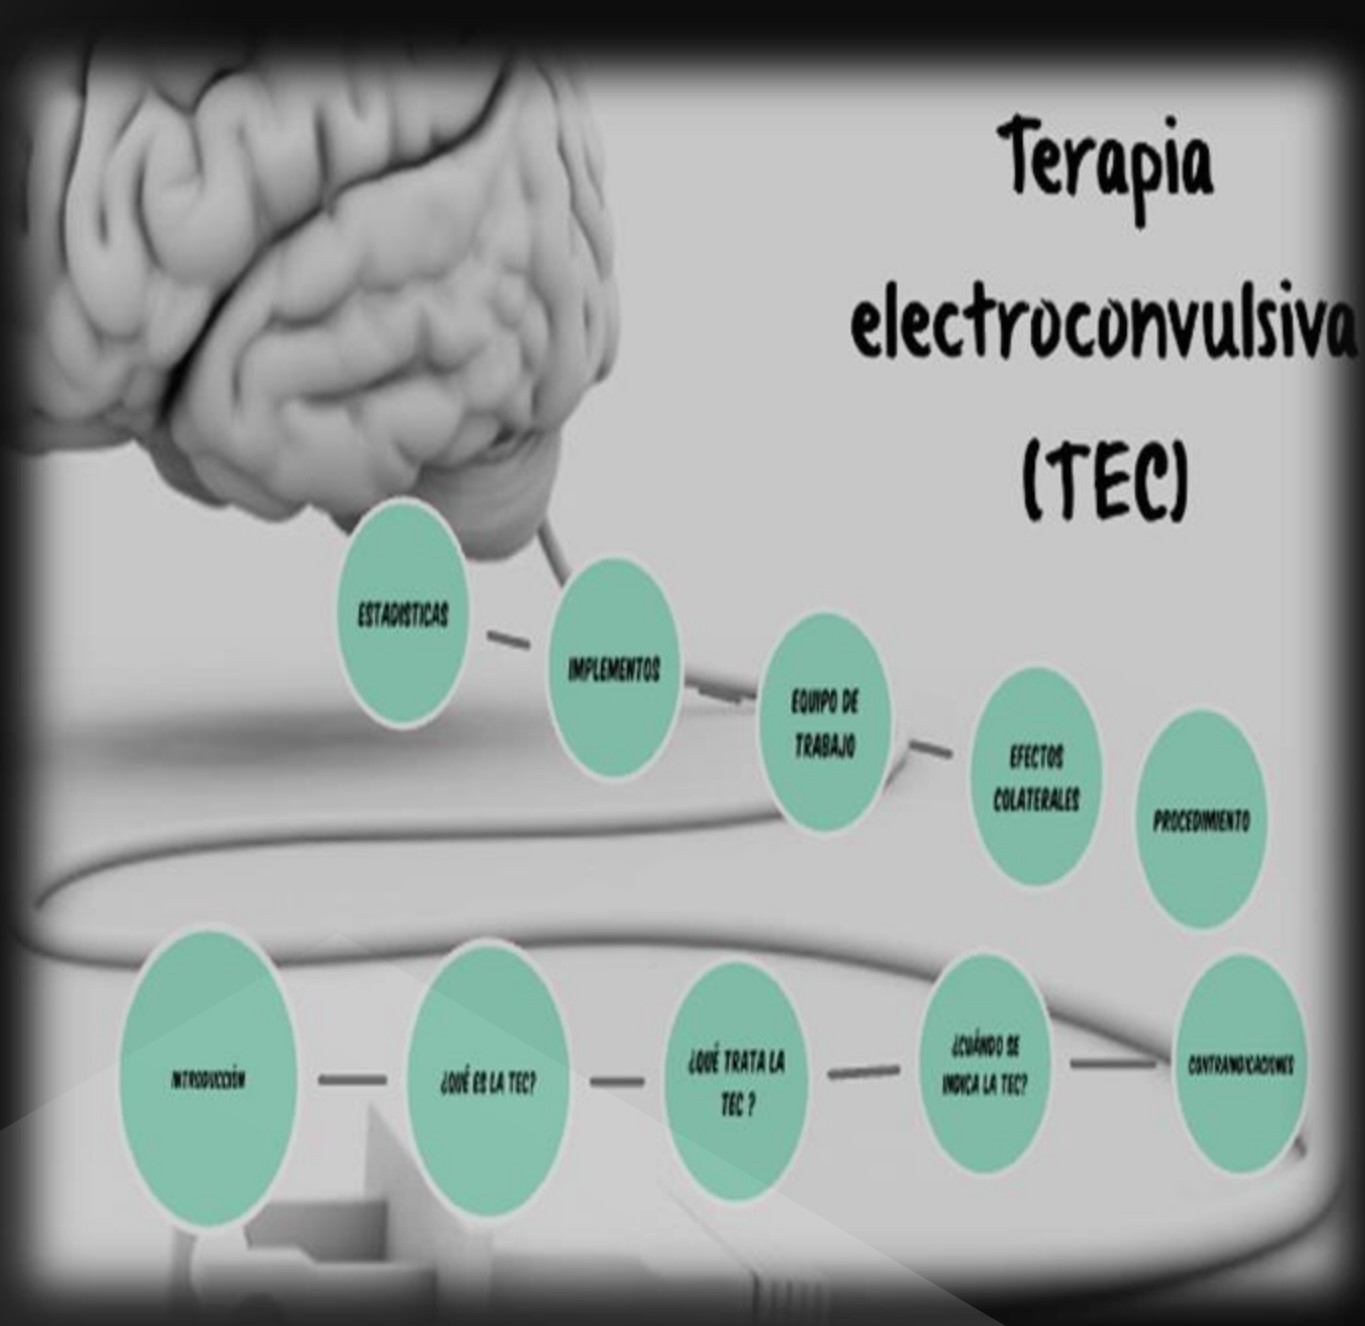 Terapia
electroconvulsiva
(TEC)
ESTADISTICAS
IMPLEMENTOS
EQUIPO DE
TRABAJO
EFECTOS
COLATERALES
PROCEDIMIENTO
INTRODUCCIÓN
¿QUÉ ES LA TEC?
¿QUÉ TRATA LA
TEC ?
¿CUÁNDO SE
INDICA LA TEC?
CONTRAINDICACIONES